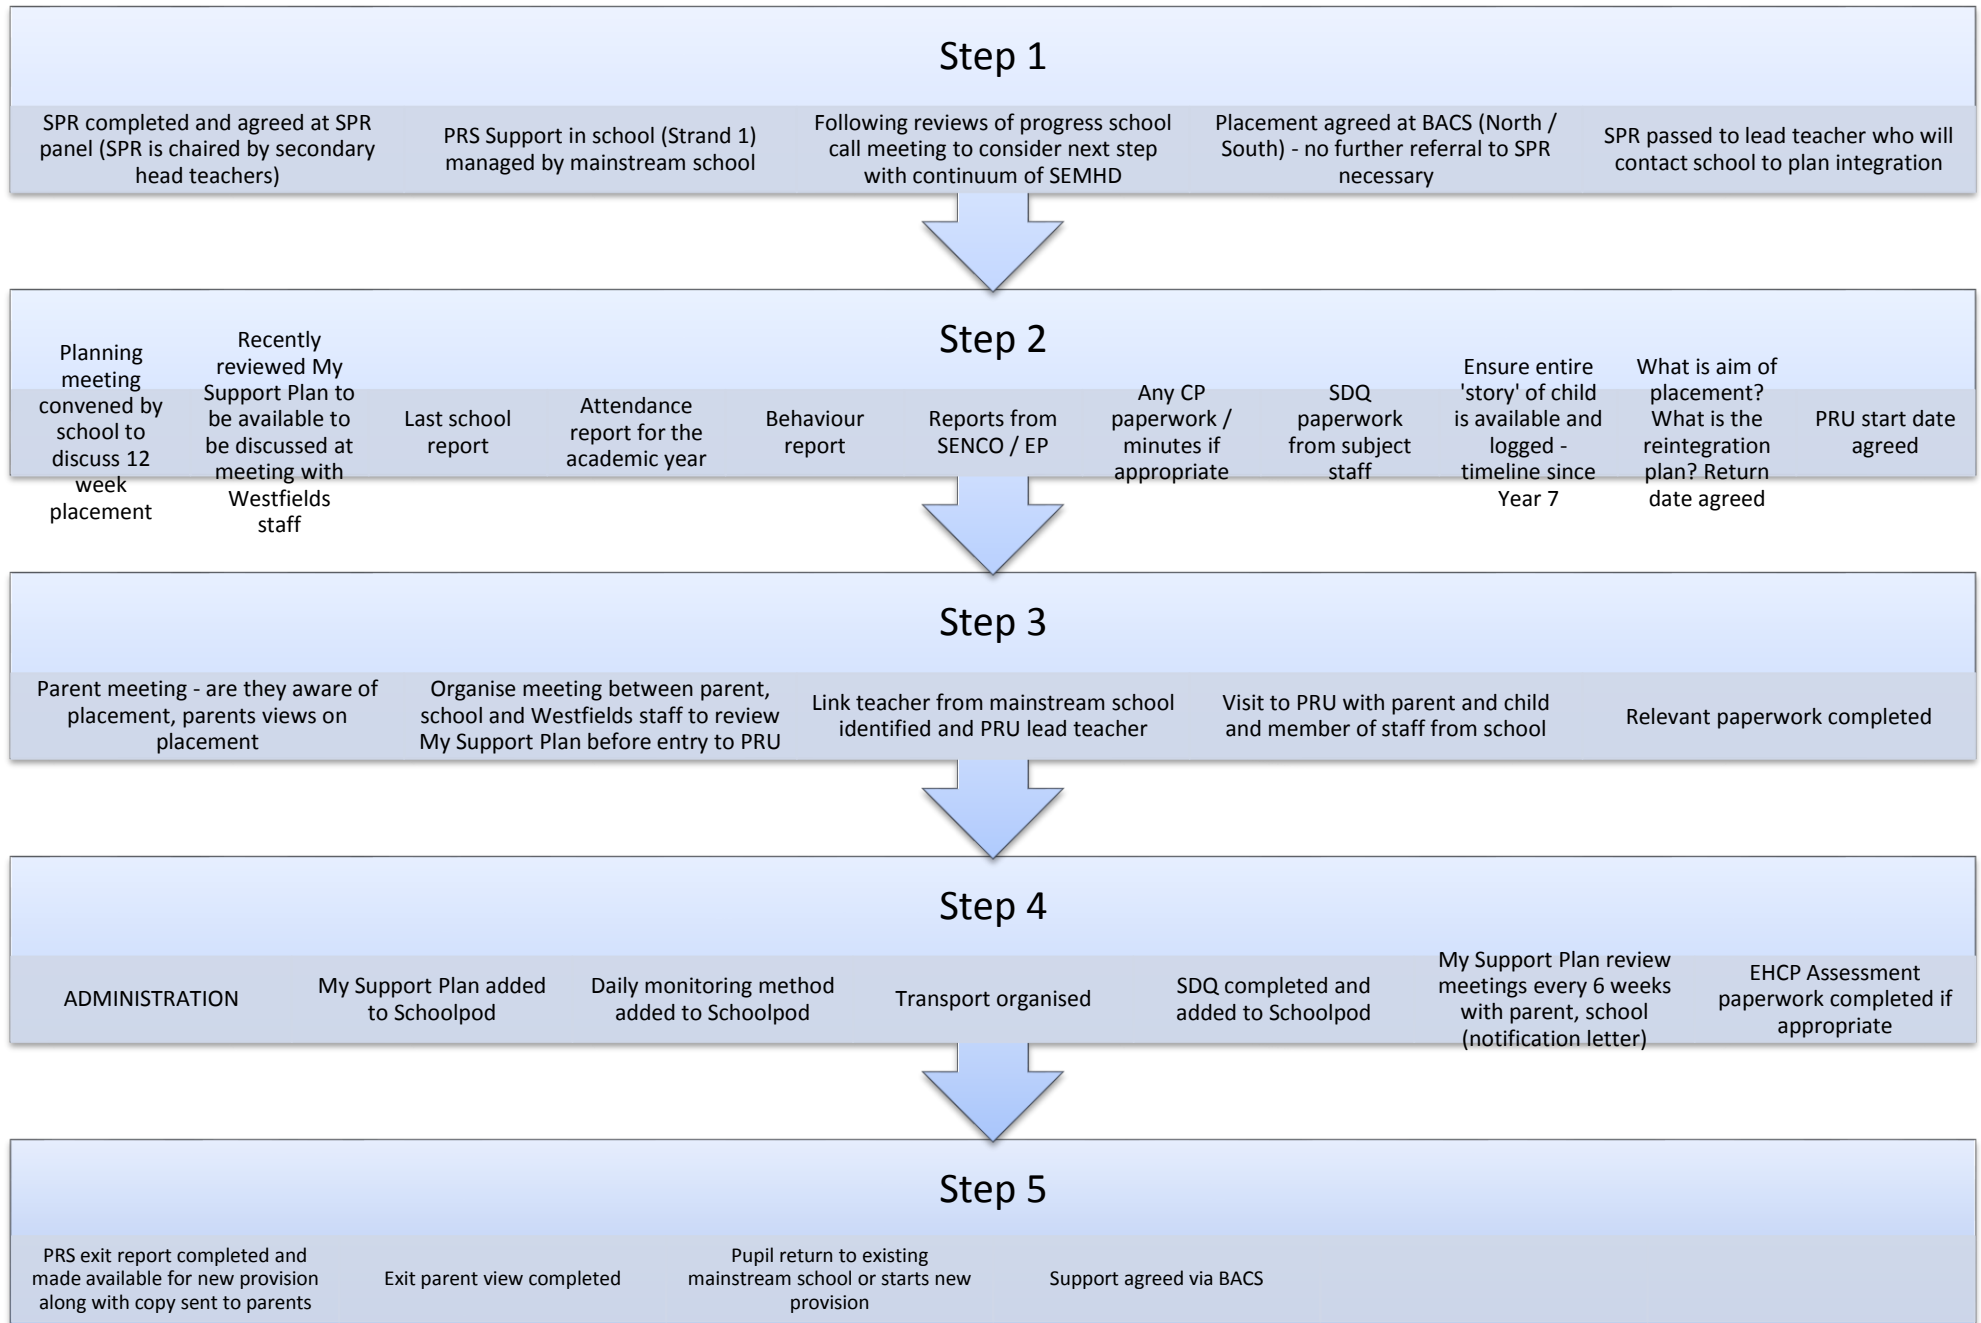 Step 1
SPR completed and agreed at SPR
panel (SPR is chaired by secondary
head teachers)
PRS Support in school (Strand 1)
managed by mainstream school
Following reviews of progress school
call meeting to consider next step
with continuum of SEMHD
Placement agreed at BACS (North /
South) - no further referral to SPR
necessary
SPR passed to lead teacher who will
contact school to plan integration
Step 2
Planning
meeting
convened by
school to
discuss 12
week
placement
Recently
reviewed My
Support Plan to
be available to
be discussed at
meeting with
Westfields
staff
Last school
report
Attendance
report for the
academic year
Behaviour
report
Reports from
SENCO / EP
Any CP
paperwork /
minutes if
appropriate
SDQ
paperwork
from subject
staff
Ensure entire
'story' of child
is available and
logged -
timeline since
Year 7
What is aim of
placement?
What is the
reintegration
plan? Return
date agreed
PRU start date
agreed
Step 3
Parent meeting - are they aware of
placement, parents views on
placement
Organise meeting between parent,
school and Westfields staff to review
My Support Plan before entry to PRU
Link teacher from mainstream school
identified and PRU lead teacher
Visit to PRU with parent and child
and member of staff from school
Relevant paperwork completed
Step 4
ADMINISTRATION
My Support Plan added
to Schoolpod
Daily monitoring method
added to Schoolpod
Transport organised
SDQ completed and
added to Schoolpod
My Support Plan review
meetings every 6 weeks
with parent, school
(notification letter)
EHCP Assessment
paperwork completed if
appropriate
Step 5
PRS exit report completed and
made available for new provision
along with copy sent to parents
Exit parent view completed
Pupil return to existing
mainstream school or starts new
provision
Support agreed via BACS